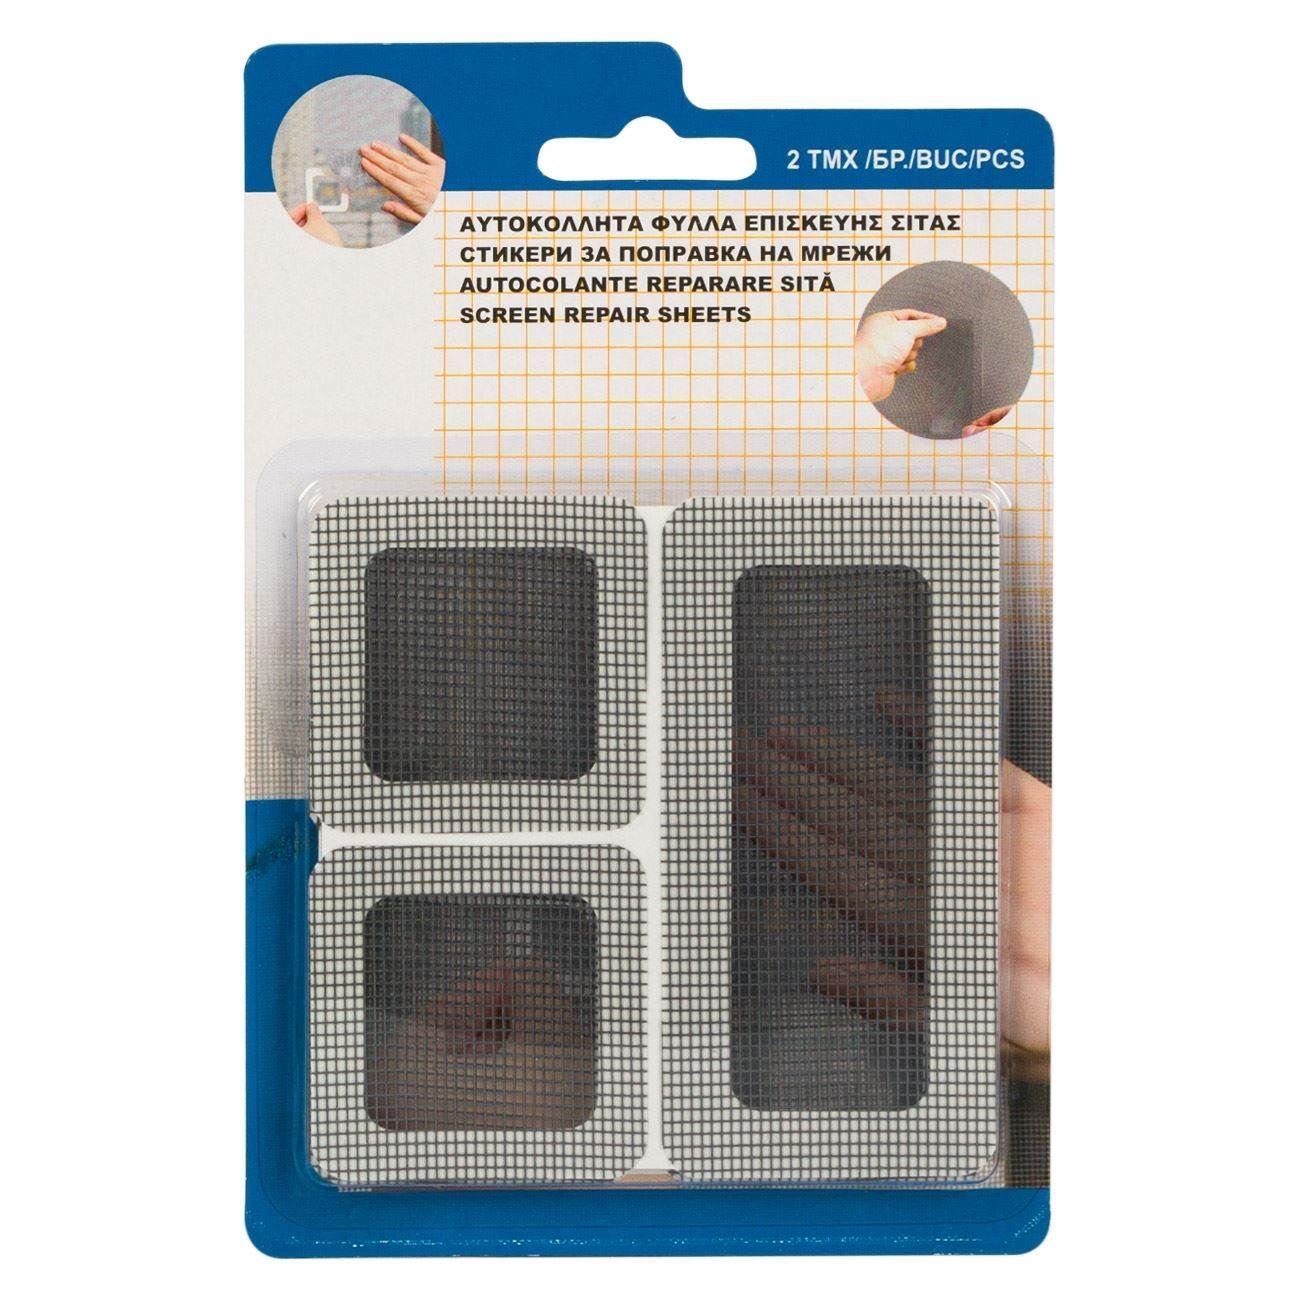 2 ΤΜΧ /БР./BUC/PCS
ΑΥΤΟΚΟΛΛΗΤΑ ΦΥΛΛΑ ΕΠΙΣΚΕΥΗΣ ΣΙΤΑΣ
СТИКЕРИ ЗА ПОПРАВКА НА МРЕЖИ
AUTOCOLANTE REPARARE SITĂ
SCREEN REPAIR SHEETS